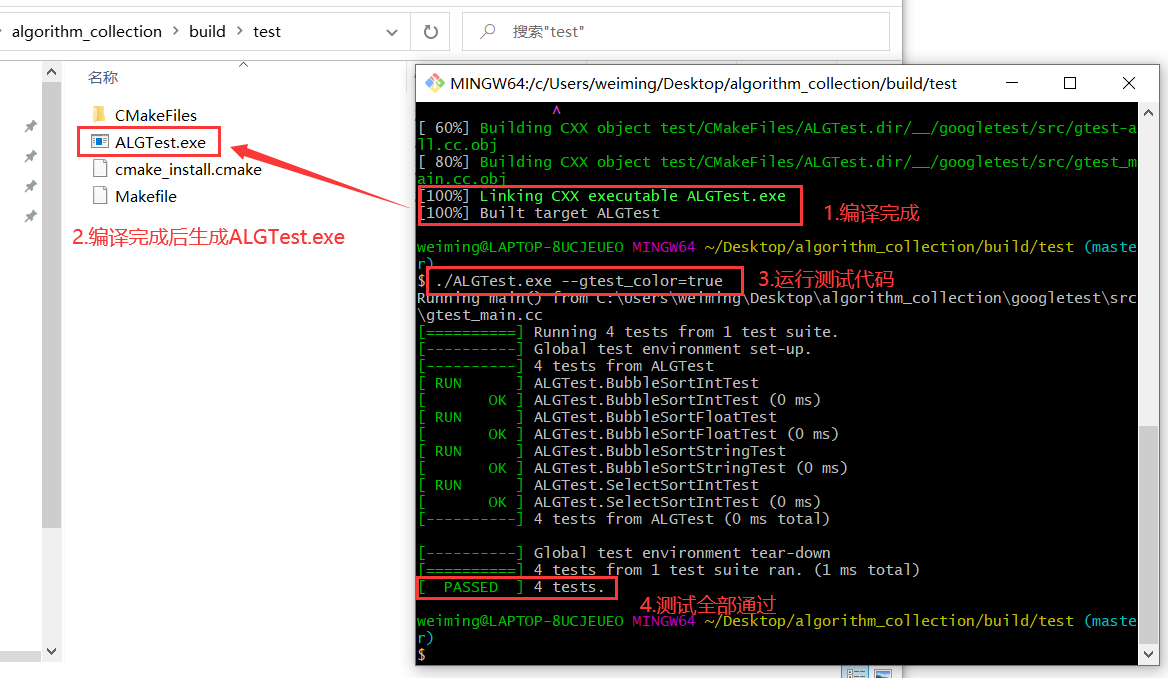 algorithm_collection > build > test
搜索"test"
名称
CMakeFiles
ALGTest.exe
cmake_install.cmake
Makefile
2.编译完成后生成ALGTest.exe
MINGW64:/c/Users/weiming/Desktop/algorithm_collection/build/test
^
[ 60%] Building CXX object test/CMakeFiles/ALGTest.dir/__/googletest/src/gtest-a
ll.cc.obj
[ 80%] Building CXX object test/CMakeFiles/ALGTest.dir/__/googletest/src/gtest_m
ain.cc.obj
[100%] Linking CXX executable ALGTest.exe
[100%] Built target ALGTest
1.编译完成
weiming@LAPTOP-8UCJEUEO MINGW64 ~/Desktop/algorithm_collection/build/test (maste
r)
$ ./ALGTest.exe --gtest_color=true
3.运行测试代码
Running main() from C:\Users\weiming\Desktop\algorithm_collection\googletest\src
\gtest_main.cc
[==========] Running 4 tests from 1 test suite.
[----------] Global test environment set-up.
[----------] 4 tests from ALGTest
[ RUN      ] ALGTest.BubbleSortIntTest
[       OK ] ALGTest.BubbleSortIntTest (0 ms)
[ RUN      ] ALGTest.BubbleSortFloatTest
[       OK ] ALGTest.BubbleSortFloatTest (0 ms)
[ RUN      ] ALGTest.BubbleSortStringTest
[       OK ] ALGTest.BubbleSortStringTest (0 ms)
[ RUN      ] ALGTest.SelectSortIntTest
[       OK ] ALGTest.SelectSortIntTest (0 ms)
[----------] 4 tests from ALGTest (0 ms total)
[----------] Global test environment tear-down
[==========] 4 tests from 1 test suite ran. (1 ms total)
[  PASSED  ] 4 tests.
4.测试全部通过
weiming@LAPTOP-8UCJEUEO MINGW64 ~/Desktop/algorithm_collection/build/test (maste
r)
$